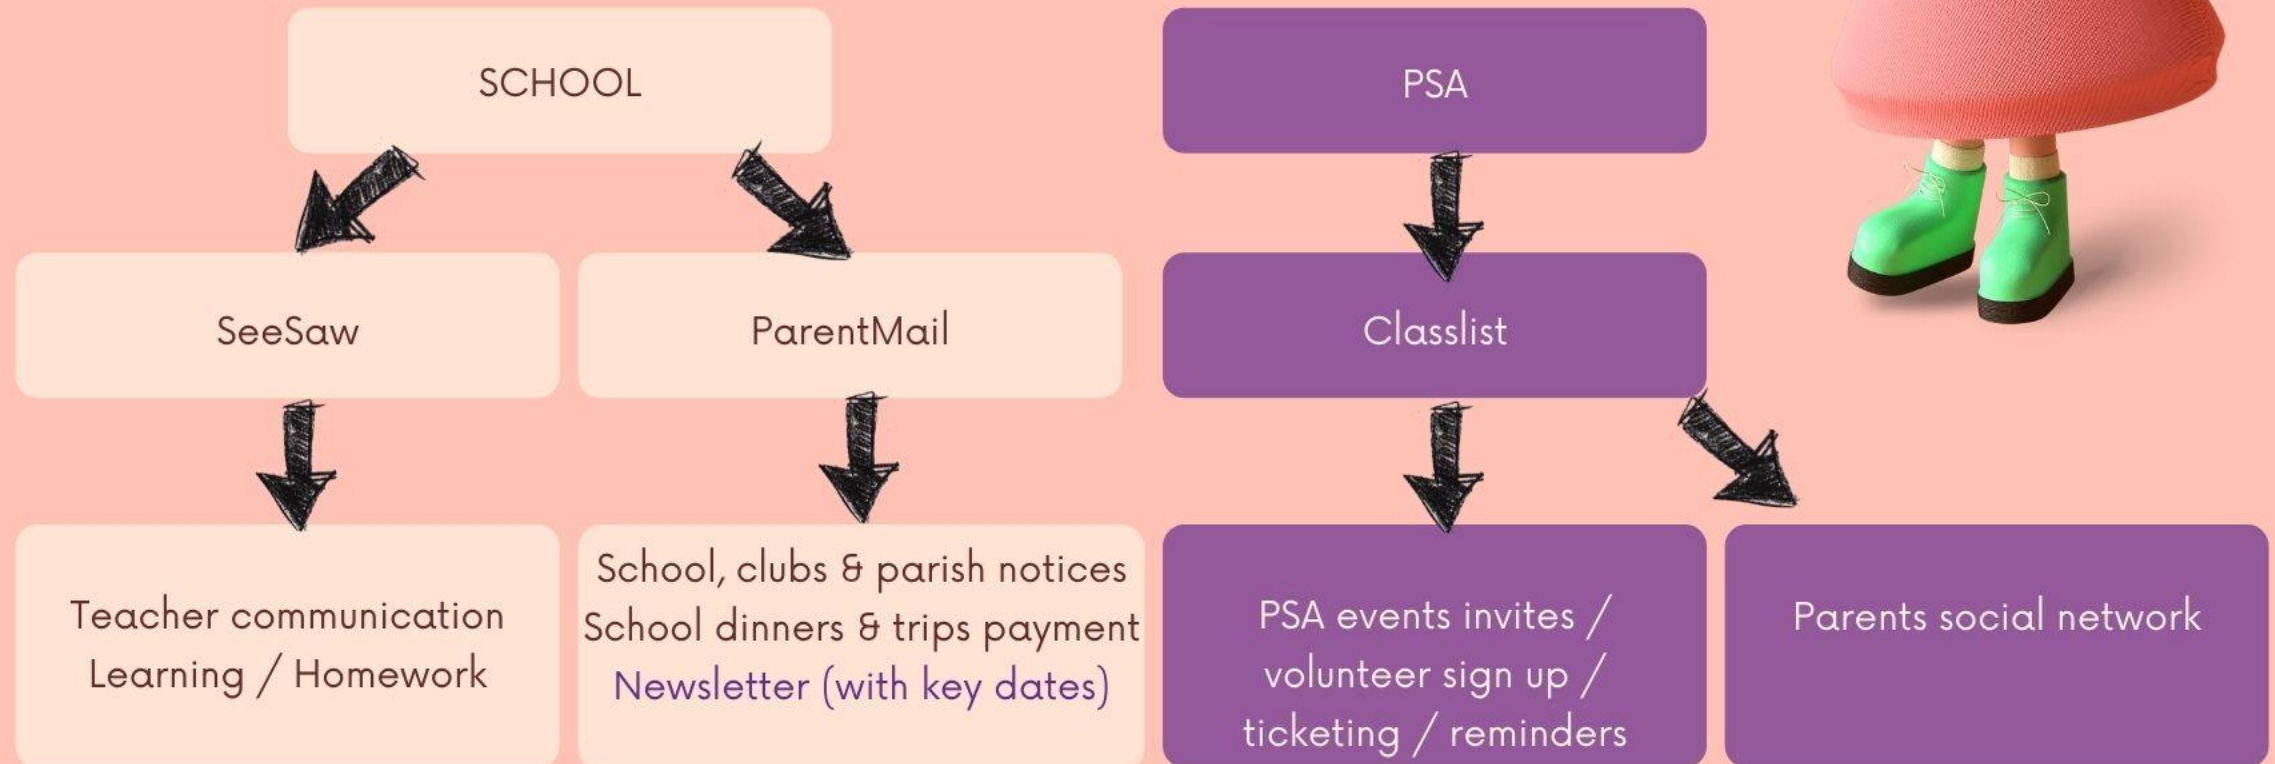 SCHOOL
PSA
SeeSaw
ParentMail
Classlist
Teacher communication
Learning / Homework
School, clubs & parish notices
School dinners & trips payment
Newsletter (with key dates)
PSA events invites /
volunteer sign up /
ticketing / reminders
Parents social network